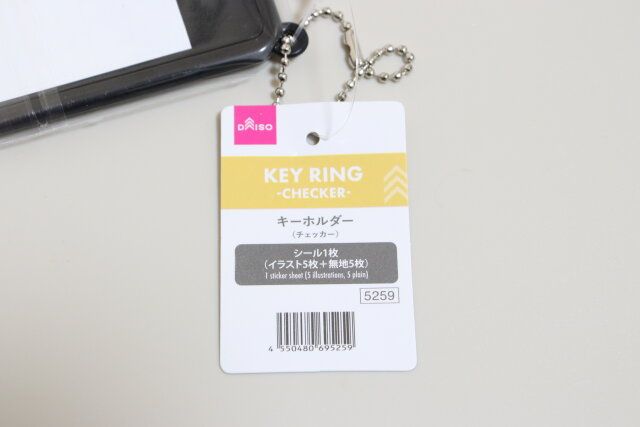 DAISO
KEY RING
-CHECKER-
キーホルダー
（チェッカー）
シール1枚
（イラスト5枚＋無地5枚）
1 sticker sheet (5 illustrations, 5 plain)
5259
4 550480 695259